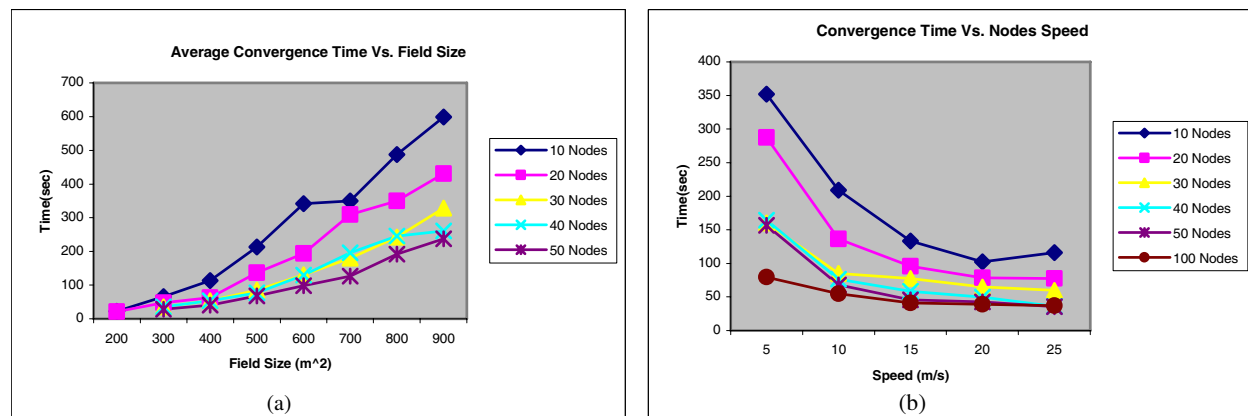 Average Convergence Time Vs. Field Size
700
600
500
400
300
200
100
0
Time(sec)
200 300 400 500 600 700 800 900
Field Size (m^2)
10 Nodes
20 Nodes
30 Nodes
40 Nodes
50 Nodes
(a)
Convergence Time Vs. Nodes Speed
400
350
300
250
200
150
100
50
0
Time(sec)
5 10 15 20 25
Speed (m/s)
10 Nodes
20 Nodes
30 Nodes
40 Nodes
50 Nodes
100 Nodes
(b)